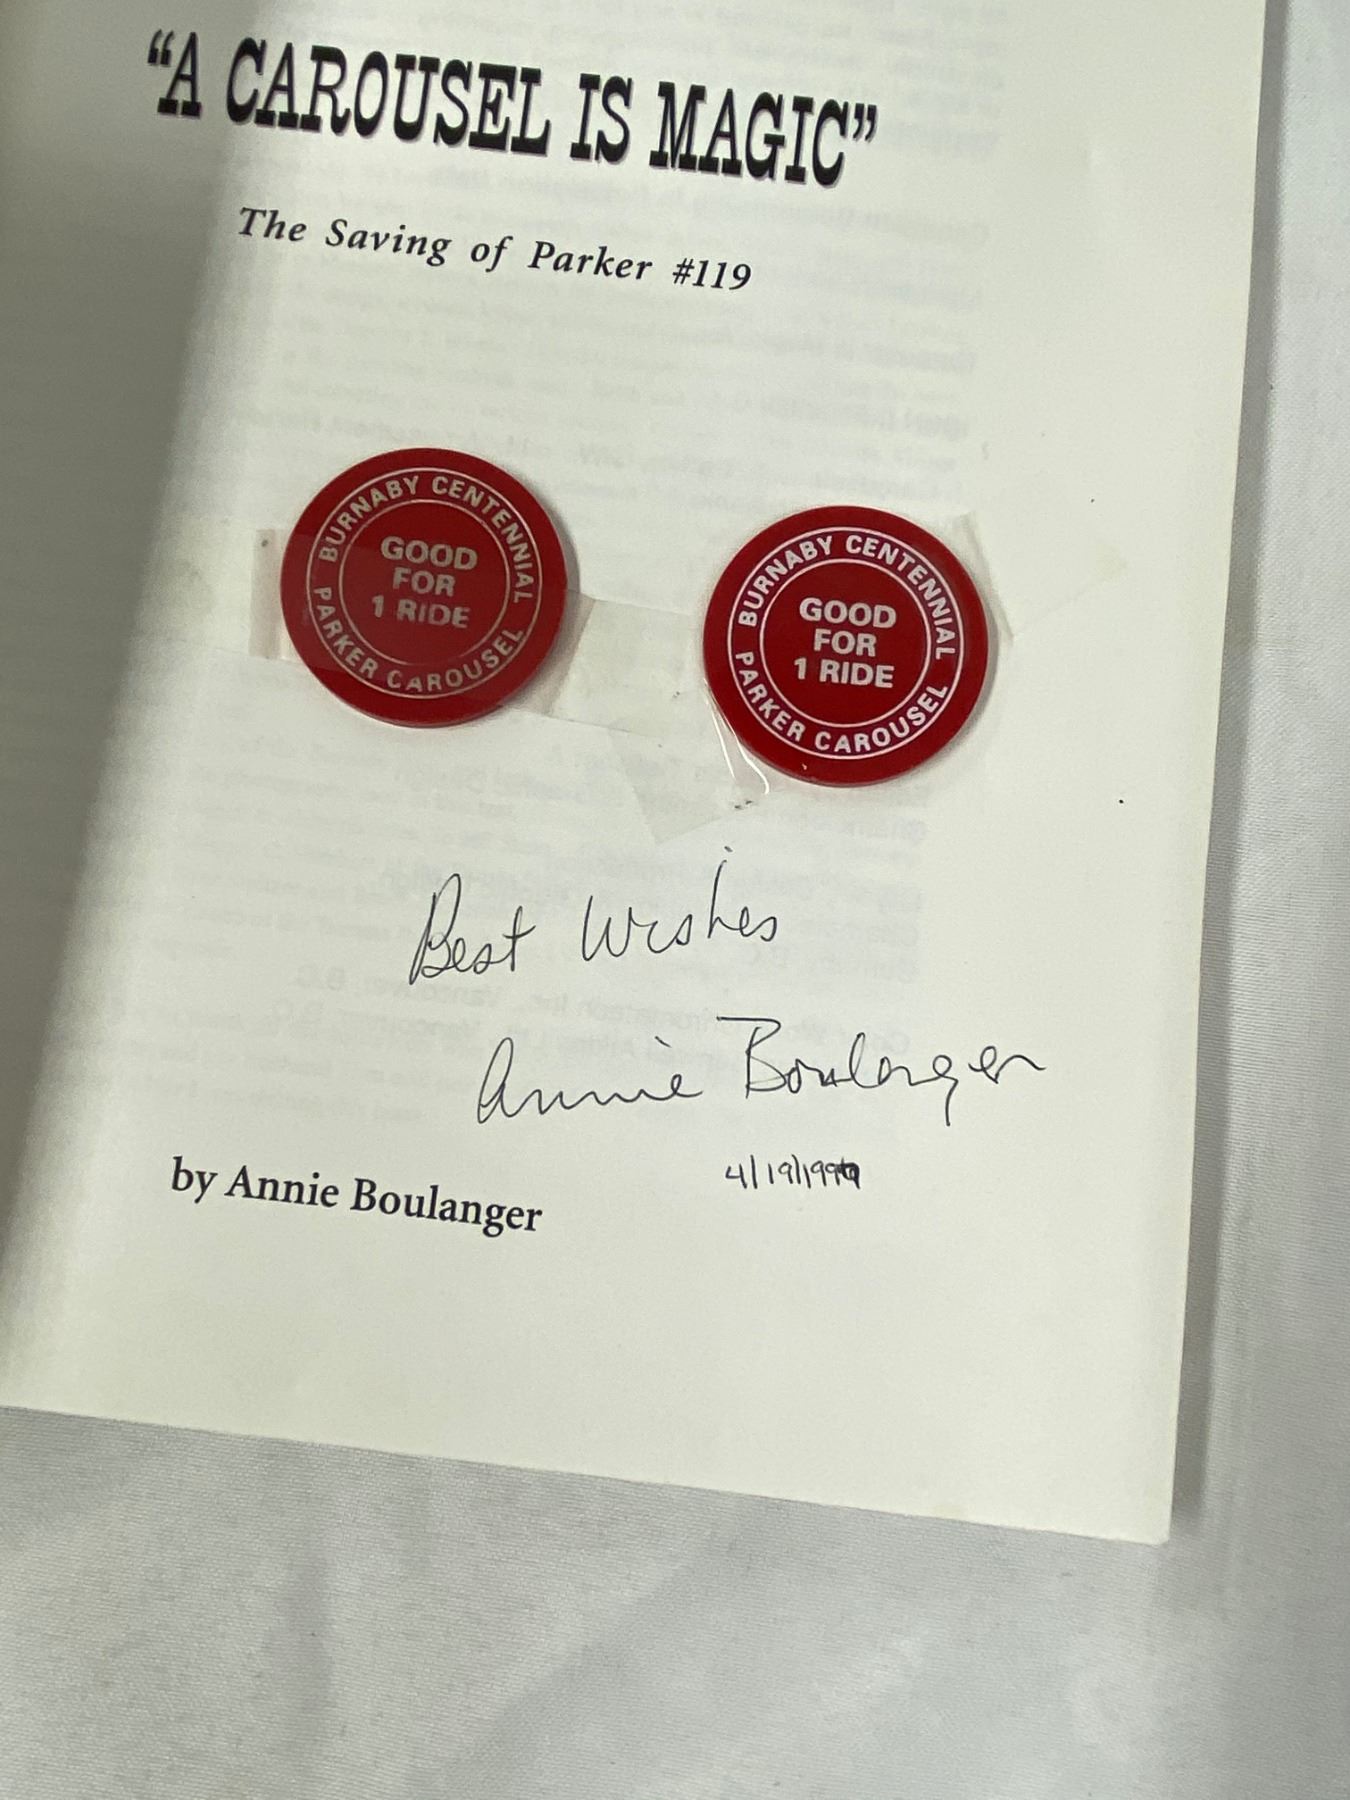 "A CAROUSEL IS MAGIC"
The Saving of Parker #119
BURNABY CENTENNIAL
GOOD
FOR
1 RIDE
PARKER CAROUSEL
BURNABY CENTENNIAL
GOOD
FOR
1 RIDE
PARKER CAROUSEL
Best Wishes
Annie Boulanger
by Annie Boulanger